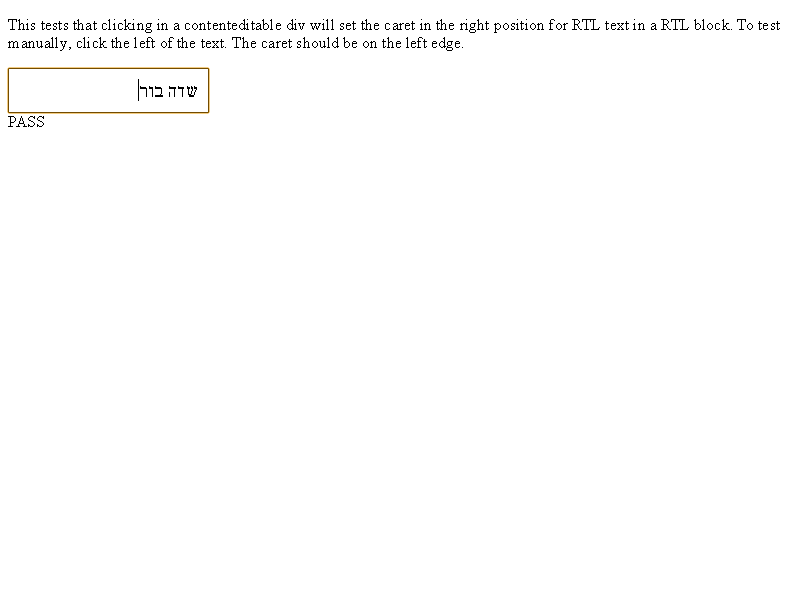 This tests that clicking in a contenteditable div will set the caret in the right position for RTL text in a RTL block. To test
manually, click the left of the text. The caret should be on the left edge.
שדה בור
PASS